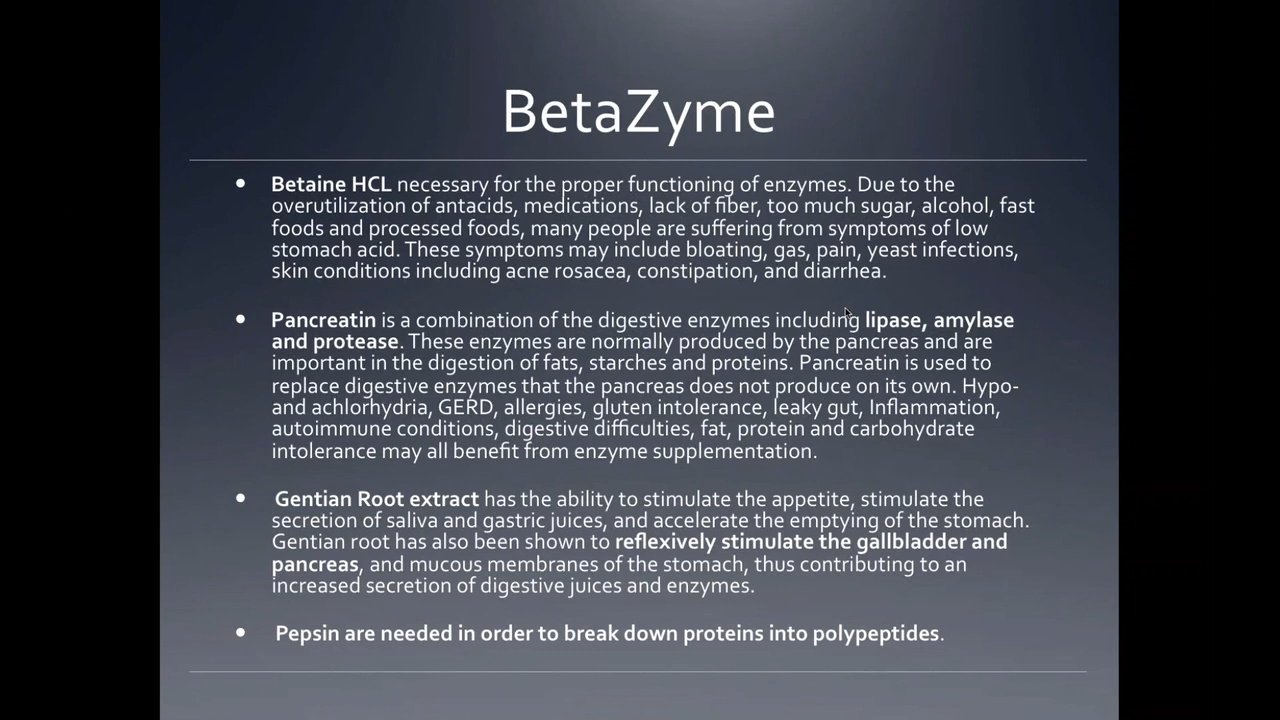 BetaZyme
• Betaine HCL necessary for the proper functioning of enzymes. Due to the
overutilization of antacids, medications, lack of fiber, too much sugar, alcohol, fast
foods and processed foods, many people are suffering from symptoms of low
stomach acid. These symptoms may include bloating, gas, pain, yeast infections,
skin conditions including acne rosacea, constipation, and diarrhea.
• Pancreatin is a combination of the digestive enzymes including lipase, amylase
and protease. These enzymes are normally produced by the pancreas and are
important in the digestion of fats, starches and proteins. Pancreatin is used to
replace digestive enzymes that the pancreas does not produce on its own. Hypo-
and achlorhydria, GERD, allergies, gluten intolerance, leaky gut, Inflammation,
autoimmune conditions, digestive difficulties, fat, protein and carbohydrate
intolerance may all benefit from enzyme supplementation.
• Gentian Root extract has the ability to stimulate the appetite, stimulate the
secretion of saliva and gastric juices, and accelerate the emptying of the stomach.
Gentian root has also been shown to reflexively stimulate the gallbladder and
pancreas, and mucous membranes of the stomach, thus contributing to an
increased secretion of digestive juices and enzymes.
• Pepsin are needed in order to break down proteins into polypeptides.